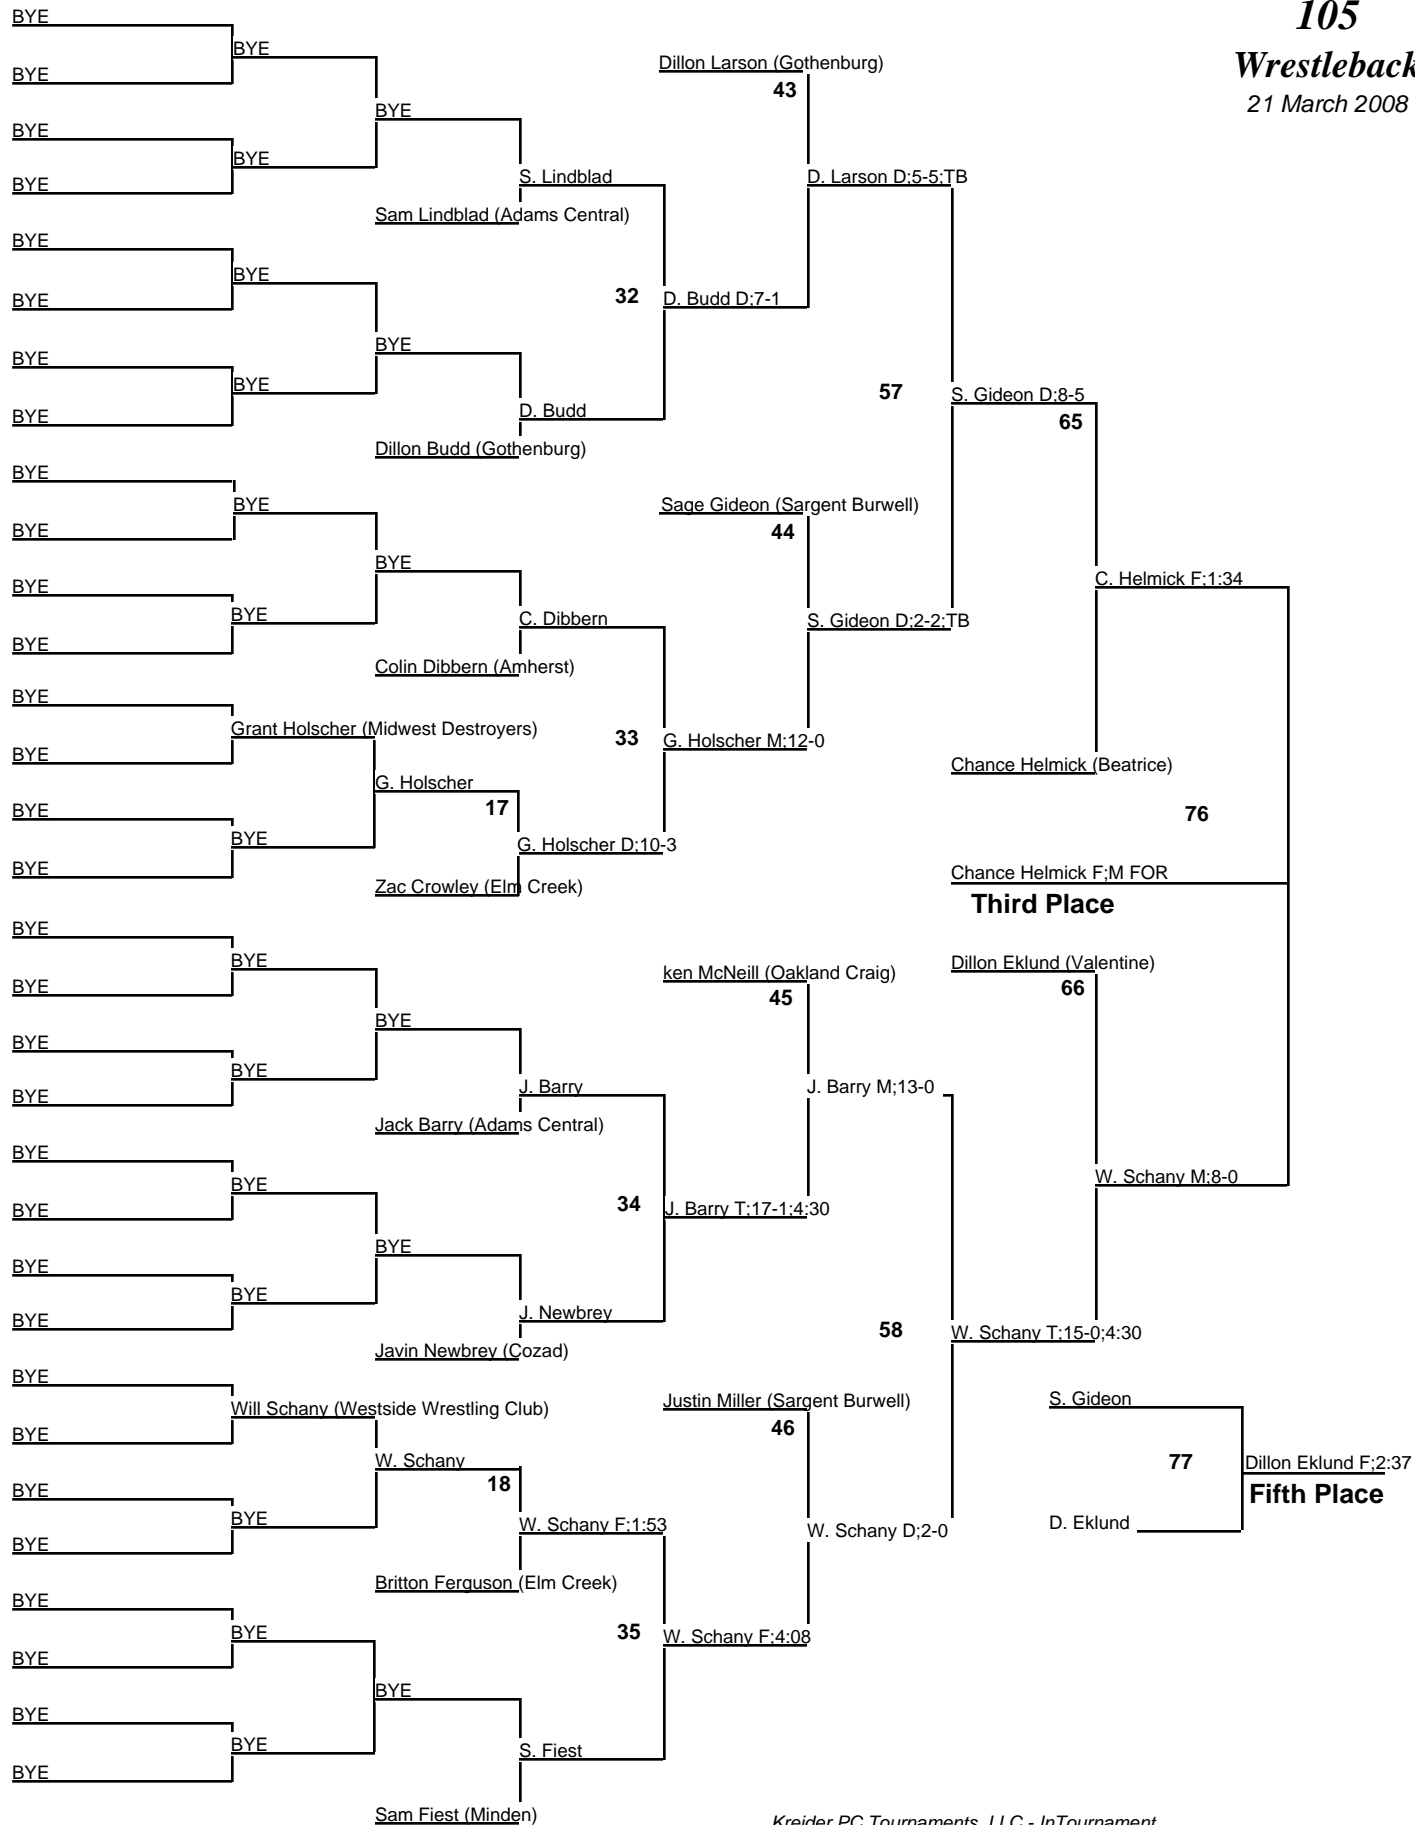 105
Wrestleback
21 March 2008
BYE
BYE
BYE
Dillon Larson (Gothenburg)
43
BYE
BYE
BYE
BYE
BYE
S. Lindblad
D. Larson D;5-5;TB
Sam Lindblad (Adams Central)
BYE
BYE
BYE
32
D. Budd D;7-1
BYE
BYE
BYE
BYE
57
S. Gideon D;8-5
D. Budd
65
BYE
Dillon Budd (Gothenburg)
BYE
BYE
Sage Gideon (Sargent Burwell)
44
BYE
BYE
C. Helmick F;1:34
BYE
BYE
C. Dibbern
S. Gideon D;2-2;TB
BYE
Colin Dibbern (Amherst)
BYE
Grant Holscher (Midwest Destroyers)
33
G. Holscher M;12-0
BYE
Chance Helmick (Beatrice)
G. Holscher
17
76
BYE
BYE
G. Holscher D;10-3
BYE
Chance Helmick F;M FOR
Zac Crowley (Elm Creek)
Third Place
BYE
BYE
ken McNeill (Oakland Craig)
Dillon Eklund (Valentine)
BYE
45
66
BYE
BYE
BYE
J. Barry
J. Barry M;13-0
BYE
Jack Barry (Adams Central)
BYE
W. Schany M;8-0
BYE
34
J. Barry T;17-1;4:30
BYE
BYE
BYE
BYE
J. Newbrey
BYE
58
W. Schany T;15-0;4:30
Javin Newbrey (Cozad)
BYE
Will Schany (Westside Wrestling Club)
Justin Miller (Sargent Burwell)
S. Gideon
46
BYE
W. Schany
77
Dillon Eklund F;2:37
18
BYE
Fifth Place
BYE
W. Schany F;1:53
W. Schany D;2-0
D. Eklund
BYE
Britton Ferguson (Elm Creek)
BYE
BYE
35
W. Schany F;4:08
BYE
BYE
BYE
BYE
S. Fiest
BYE
Sam Fiest (Minden)
Kreider PC Tournaments, LLC - InTournament